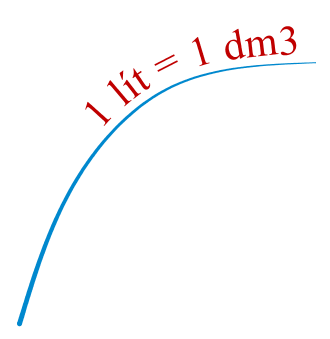 1 lít = 1 dm3